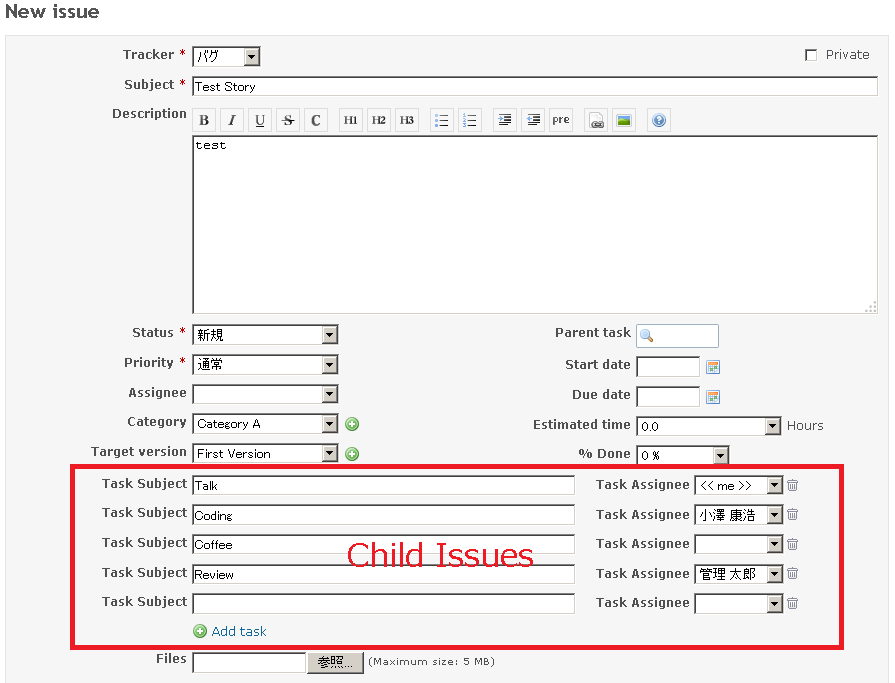 New issue
Tracker * バグ Private
Subject * Test Story
Description B I U S C H1 H2 H3 pre
test
Status * 新規 Parent task
Priority * 通常 Start date
Assignee Due date
Category Category A Estimated time 0.0 Hours
Target version First Version % Done 0 %
Task Subject Talk Task Assignee << me >>
Task Subject Coding Task Assignee 小澤 康浩
Task Subject Coffee Task Assignee
Child Issues
Task Subject Review Task Assignee 管理 太郎
Task Subject Task Assignee
Add task
Files 参照... (Maximum size: 5 MB)